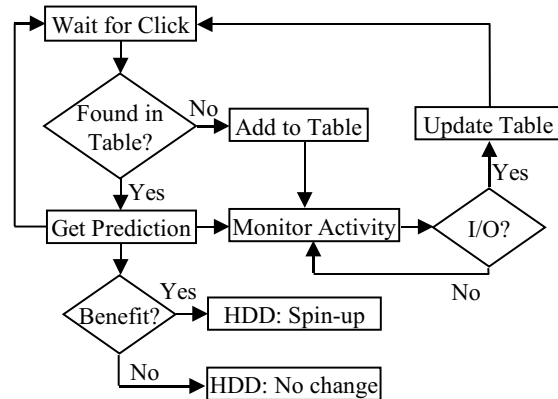 Wait for Click
Found in
Table?
No
Add to Table
Update Table
Yes
Yes
Get Prediction
Monitor Activity
I/O?
No
Benefit?
Yes
HDD: Spin-up
No
HDD: No change